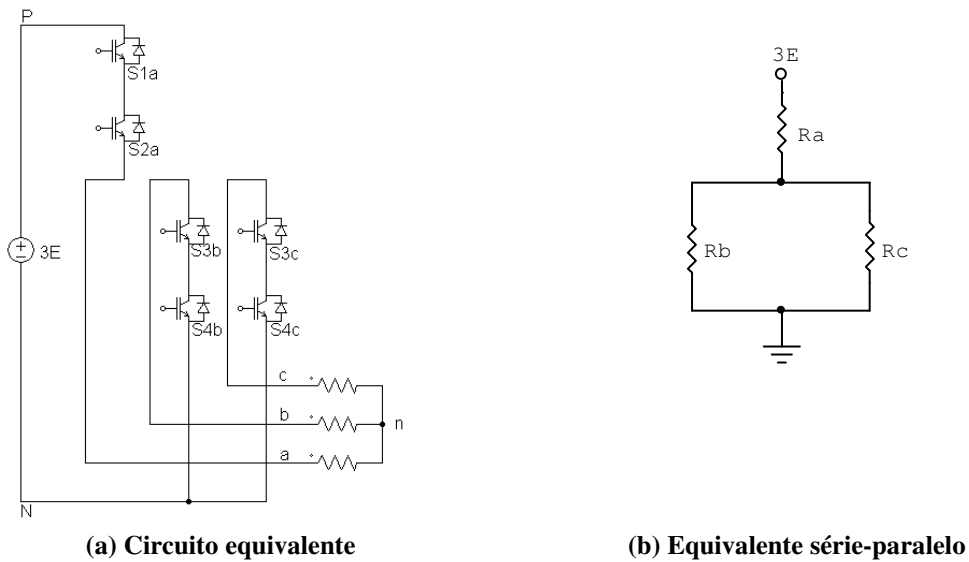 P
S1a
S2a
3E
S3b
S3c
S4b
S4c
c
b
n
a
N
3E
Ra
Rb
Rc
(a) Circuito equivalente
(b) Equivalente série-paralelo